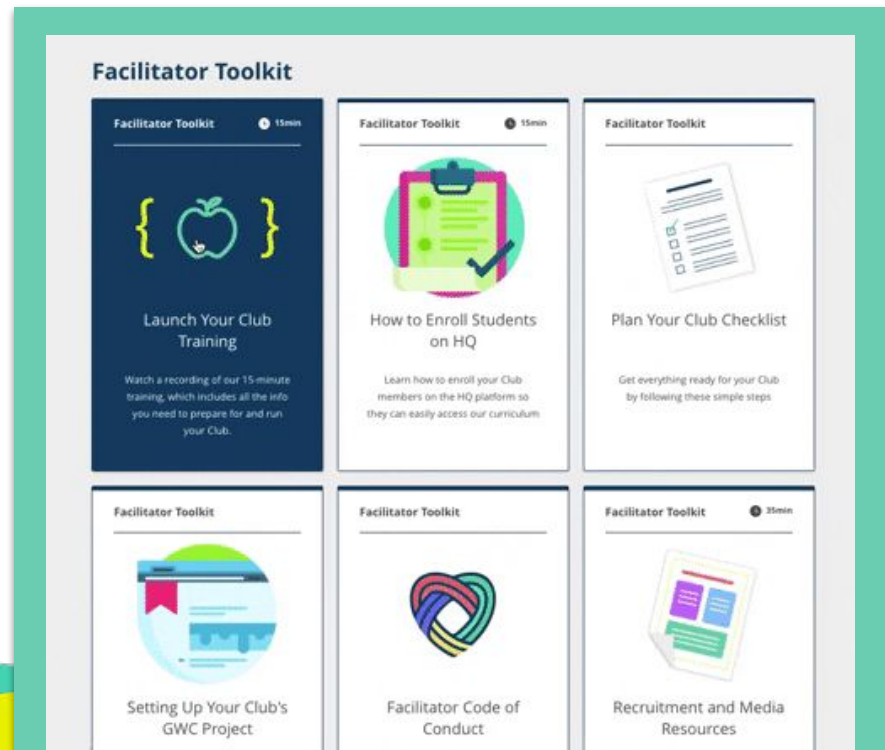 Facilitator Toolkit
Facilitator Toolkit 15min
{ }
Launch Your Club
Training
Watch a recording of our 15-minute
training, which includes all the info
you need to prepare for and run
your Club.
Facilitator Toolkit 15min
How to Enroll Students
on HQ
Learn how to enroll your Club
members on the HQ platform so
they can easily access our curriculum
Facilitator Toolkit
Plan Your Club Checklist
Get everything ready for your Club
by following these simple steps
Facilitator Toolkit
Setting Up Your Club's
GWC Project
Facilitator Toolkit
Facilitator Code of
Conduct
Facilitator Toolkit 35min
Recruitment and Media
Resources